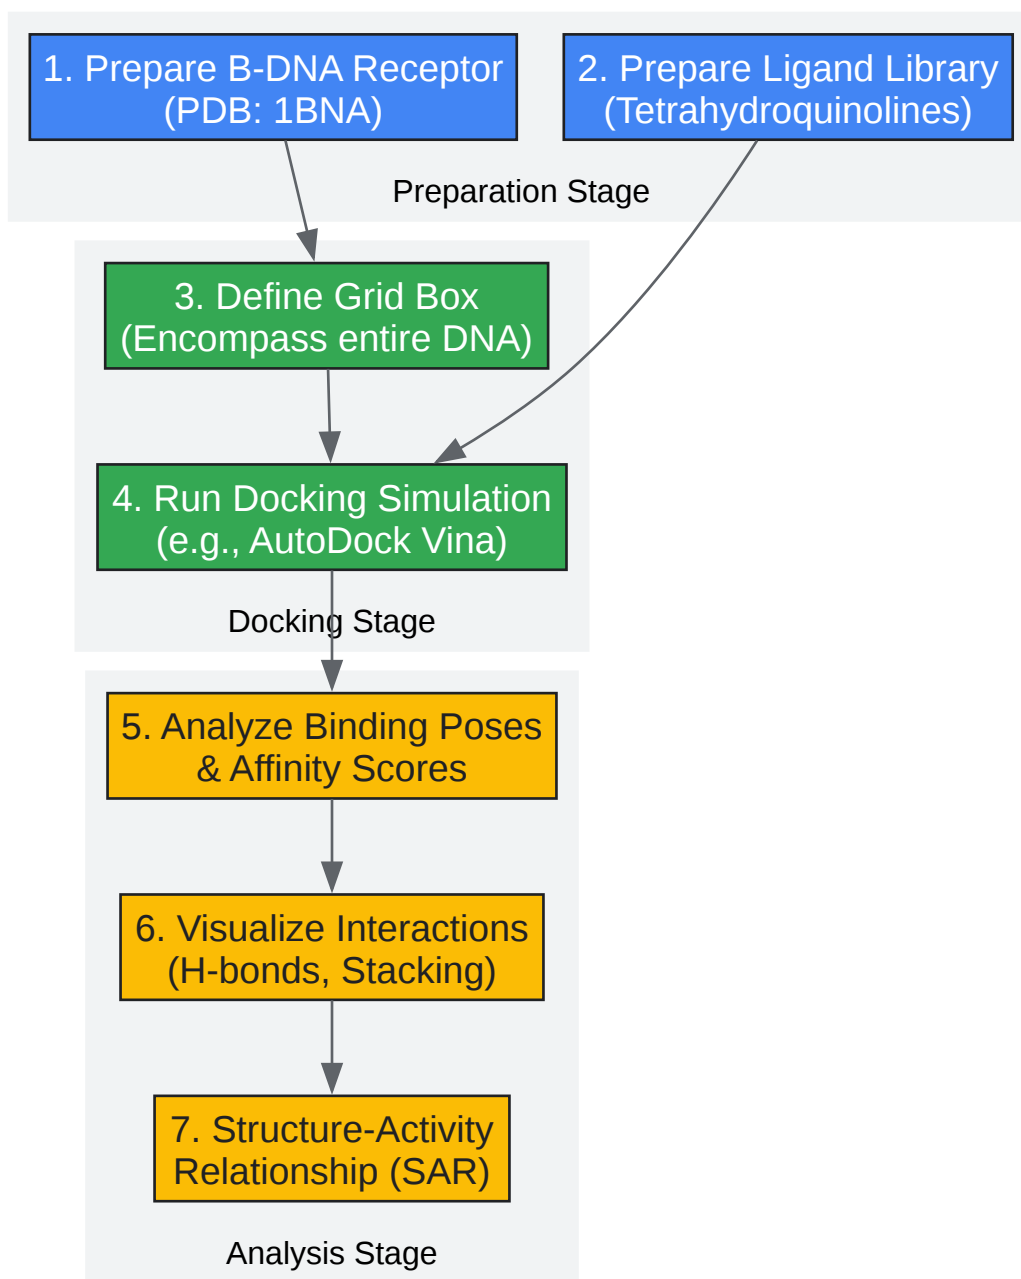 1. Prepare B-DNA Receptor
(PDB: 1BNA)
2. Prepare Ligand Library
(Tetrahydroquinolines)
Preparation Stage
3. Define Grid Box
(Encompass entire DNA)
4. Run Docking Simulation
(e.g., AutoDock Vina)
Docking Stage
5. Analyze Binding Poses
& Affinity Scores
6. Visualize Interactions
(H-bonds, Stacking)
7. Structure-Activity
Relationship (SAR)
Analysis Stage